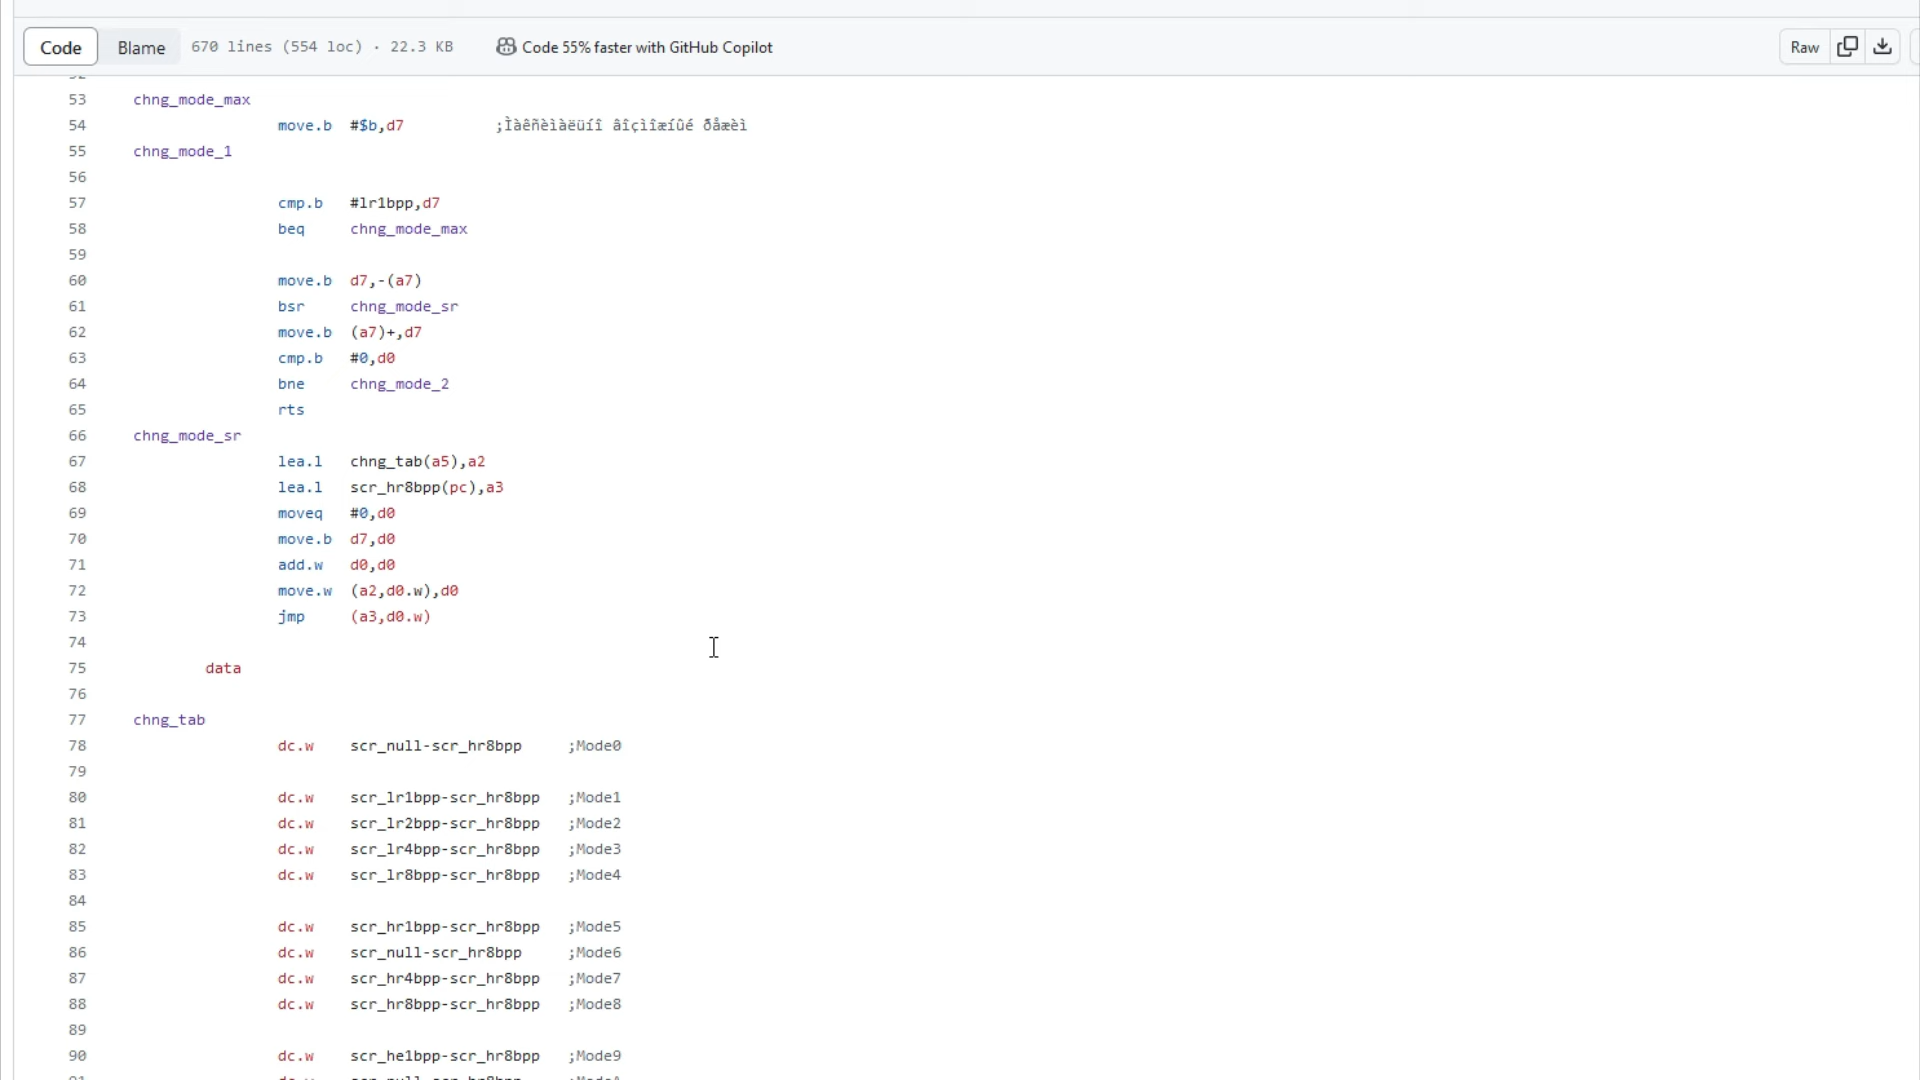 Code Blame 670 lines (554 loc) · 22.3 KB Code 55% faster with GitHub Copilot Raw
53 chng_mode_max
54 move.b #$b,d7 ;Ìàêñèìàëüíî âîçìîæíûé ðåæèì
55 chng_mode_1
56
57 cmp.b #lr1bpp,d7
58 beq chng_mode_max
59
60 move.b d7,-(a7)
61 bsr chng_mode_sr
62 move.b (a7)+,d7
63 cmp.b #0,d0
64 bne chng_mode_2
65 rts
66 chng_mode_sr
67 lea.l chng_tab(a5),a2
68 lea.l scr_hr8bpp(pc),a3
69 moveq #0,d0
70 move.b d7,d0
71 add.w d0,d0
72 move.w (a2,d0.w),d0
73 jmp (a3,d0.w)
74
75 data
76
77 chng_tab
78 dc.w scr_null-scr_hr8bpp ;Mode0
79
80 dc.w scr_lr1bpp-scr_hr8bpp ;Mode1
81 dc.w scr_lr2bpp-scr_hr8bpp ;Mode2
82 dc.w scr_lr4bpp-scr_hr8bpp ;Mode3
83 dc.w scr_lr8bpp-scr_hr8bpp ;Mode4
84
85 dc.w scr_hr1bpp-scr_hr8bpp ;Mode5
86 dc.w scr_null-scr_hr8bpp ;Mode6
87 dc.w scr_hr4bpp-scr_hr8bpp ;Mode7
88 dc.w scr_hr8bpp-scr_hr8bpp ;Mode8
89
90 dc.w scr_he1bpp-scr_hr8bpp ;Mode9